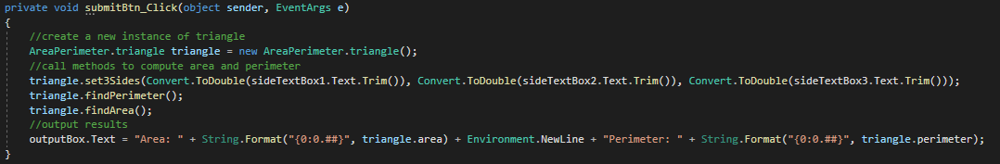 private void submitBtn_Click(object sender, EventArgs e)
{
//create a new instance of triangle
AreaPerimeter.triangle triangle = new AreaPerimeter.triangle();
//call methods to compute area and perimeter
triangle.set3Sides(Convert.ToDouble(sideTextBox1.Text.Trim()), Convert.ToDouble(sideTextBox2.Text.Trim()), Convert.ToDouble(sideTextBox3.Text.Trim()));
triangle.findPerimeter();
triangle.findArea();
//output results
outputBox.Text = "Area: " + String.Format("{0:0.##}", triangle.area) + Environment.NewLine + "Perimeter: " + String.Format("{0:0.##}", triangle.perimeter);
}